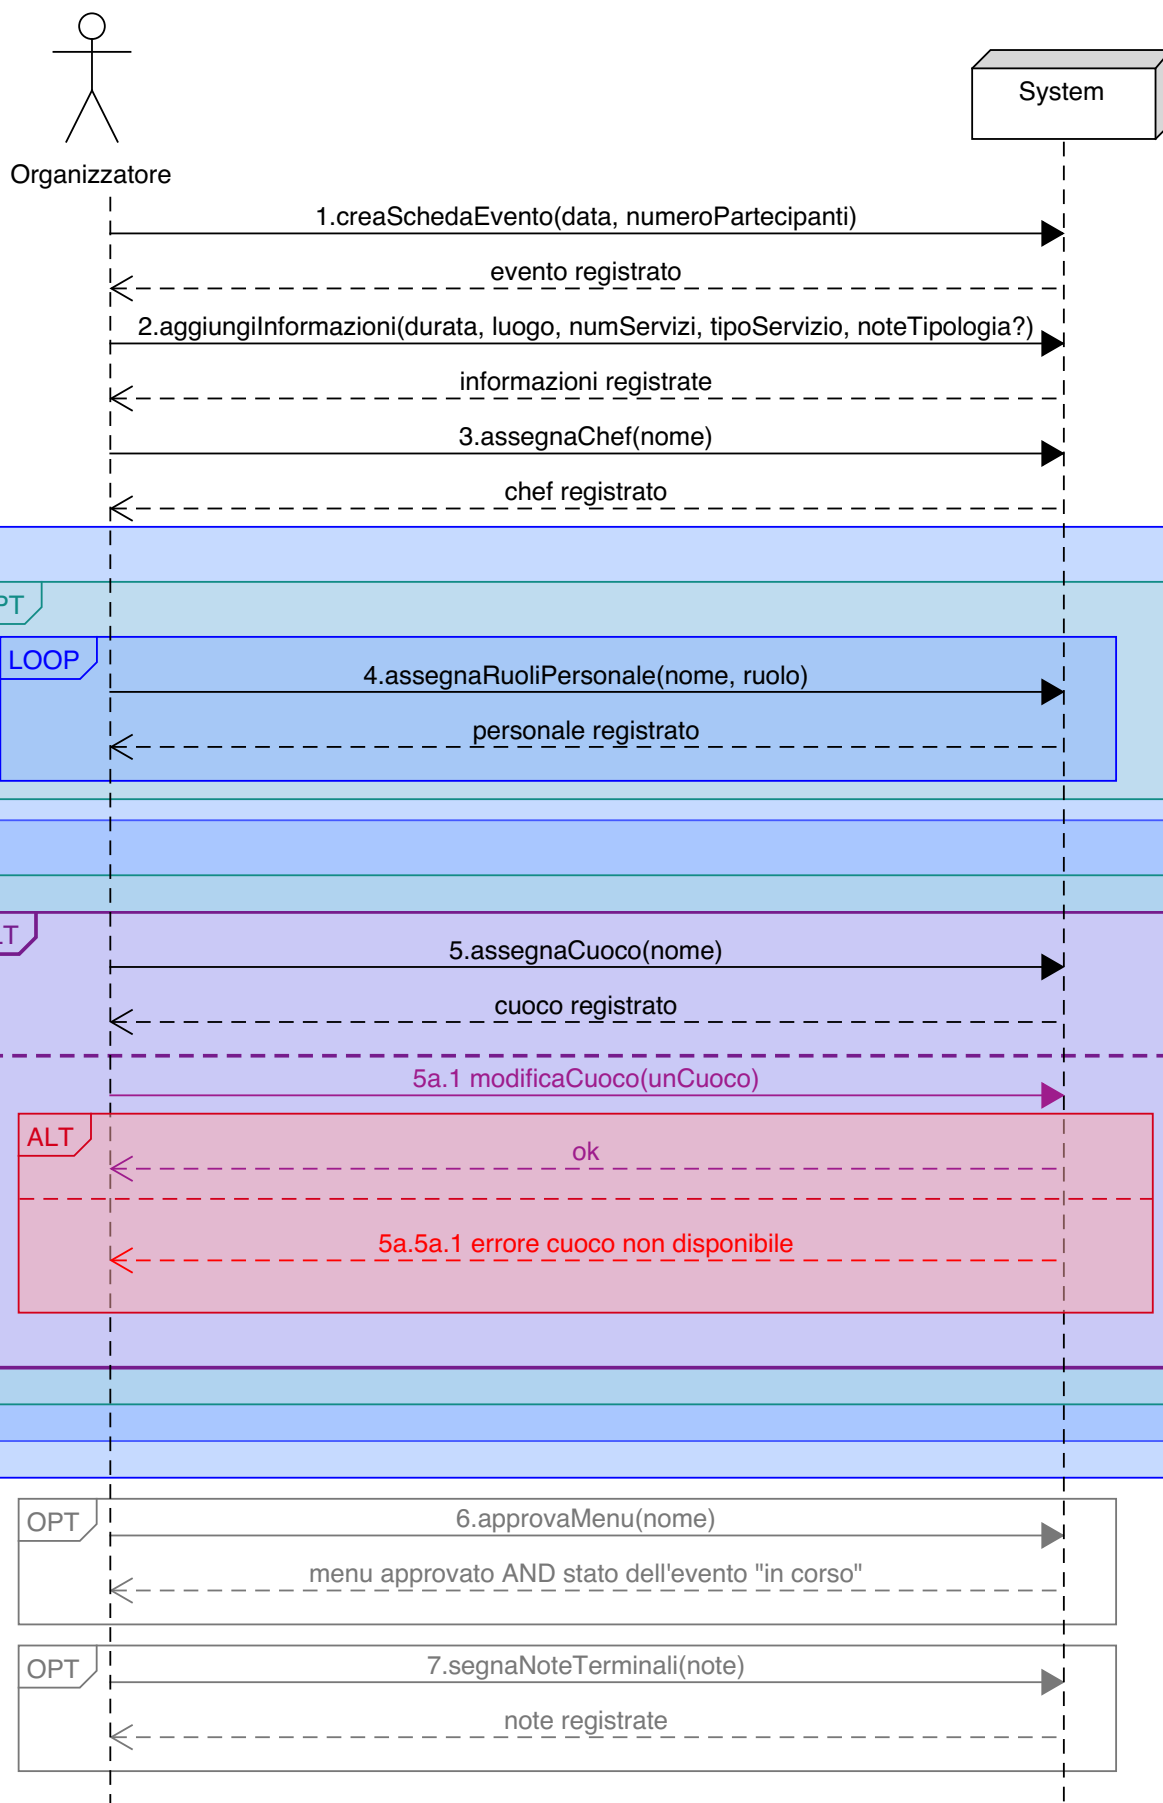 System
Organizzatore
1.creaSchedaEvento(data, numeroPartecipanti)
evento registrato
2.aggiungiInformazioni(durata, luogo, numServizi, tipoServizio, noteTipologia?)
informazioni registrate
3.assegnaChef(nome)
chef registrato
PT
LOOP
4.assegnaRuoliPersonale(nome, ruolo)
personale registrato
LT
5.assegnaCuoco(nome)
cuoco registrato
5a.1 modificaCuoco(unCuoco)
ALT
ok
5a.5a.1 errore cuoco non disponibile
OPT
6.approvaMenu(nome)
menu approvato AND stato dell'evento "in corso"
OPT
7.segnaNoteTerminali(note)
note registrate